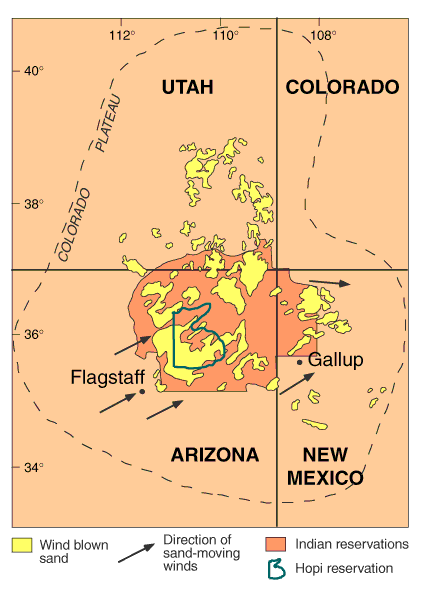 112° 110° 108°
40°
UTAH COLORADO
PLATEAU
38°
COLORADO
36°
Gallup
Flagstaff
ARIZONA NEW
MEXICO
34°
Wind blown
sand
Direction of
sand-moving
winds
Indian reservations
Hopi reservation